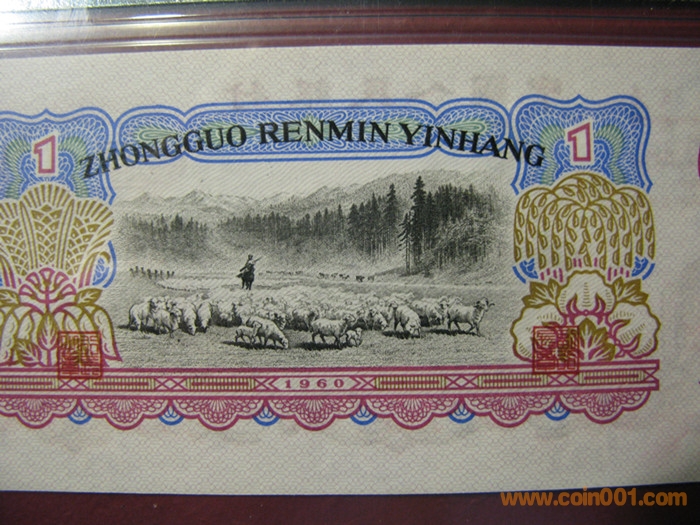 ZHONGGUO RENMIN YINHANG
1 1
1960
www.coin001.com